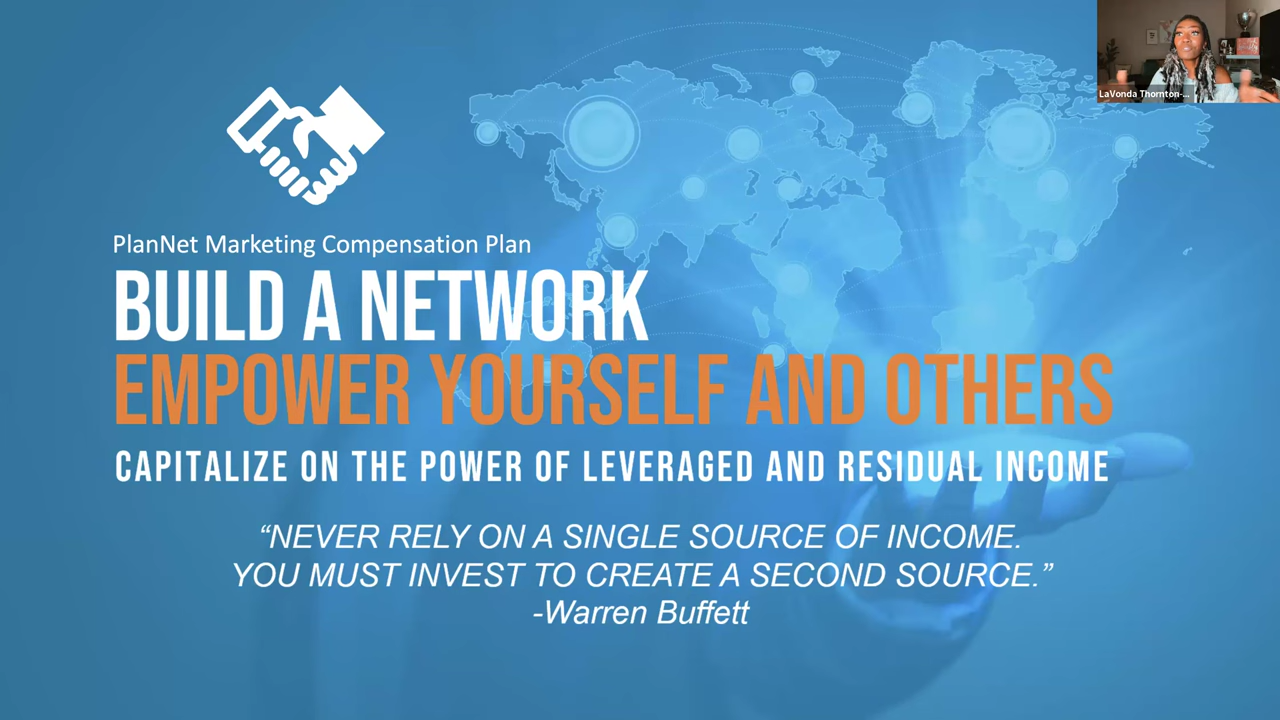 LaVonda Thornton-...
PlanNet Marketing Compensation Plan
BUILD A NETWORK
EMPOWER YOURSELF AND OTHERS
CAPITALIZE ON THE POWER OF LEVERAGED AND RESIDUAL INCOME
“NEVER RELY ON A SINGLE SOURCE OF INCOME.
YOU MUST INVEST TO CREATE A SECOND SOURCE.”
-Warren Buffett